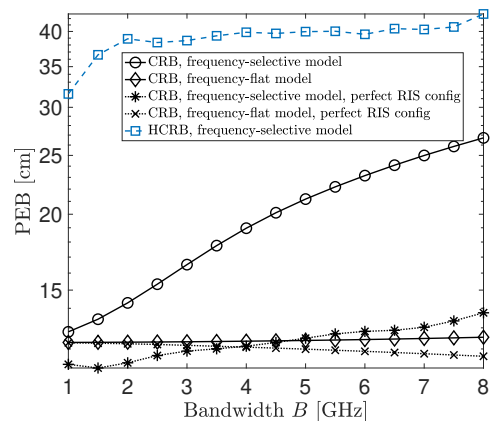 40
35
30
25
20
15
PEB [cm]
CRB, frequency-selective model
CRB, frequency-flat model
CRB, frequency-selective model, perfect RIS config
CRB, frequency-flat model, perfect RIS config
HCRB, frequency-selective model
1 2 3 4 5 6 7 8
Bandwidth B [GHz]